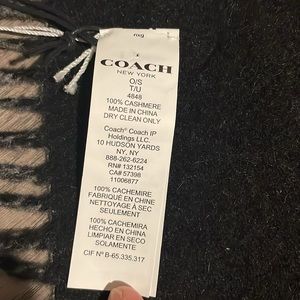 COACH
NEW YORK
O/S
T/U
4848
100% CASHMERE
MADE IN CHINA
DRY CLEAN ONLY
Coach® Coach IP
Holdings LLC.
10 HUDSON YARDS
NY, NY
888-262-6224
RN# 132154
CA# 57398
11006877
100% CACHEMIRE
FABRIQUÉ EN CHINE
NETTOYAGE À SEC
SEULEMENT
100% CACHEMIRA
HECHO EN CHINA
LIMPIAR EN SECO
SOLAMENTE
CIF Nº B-65.335.317